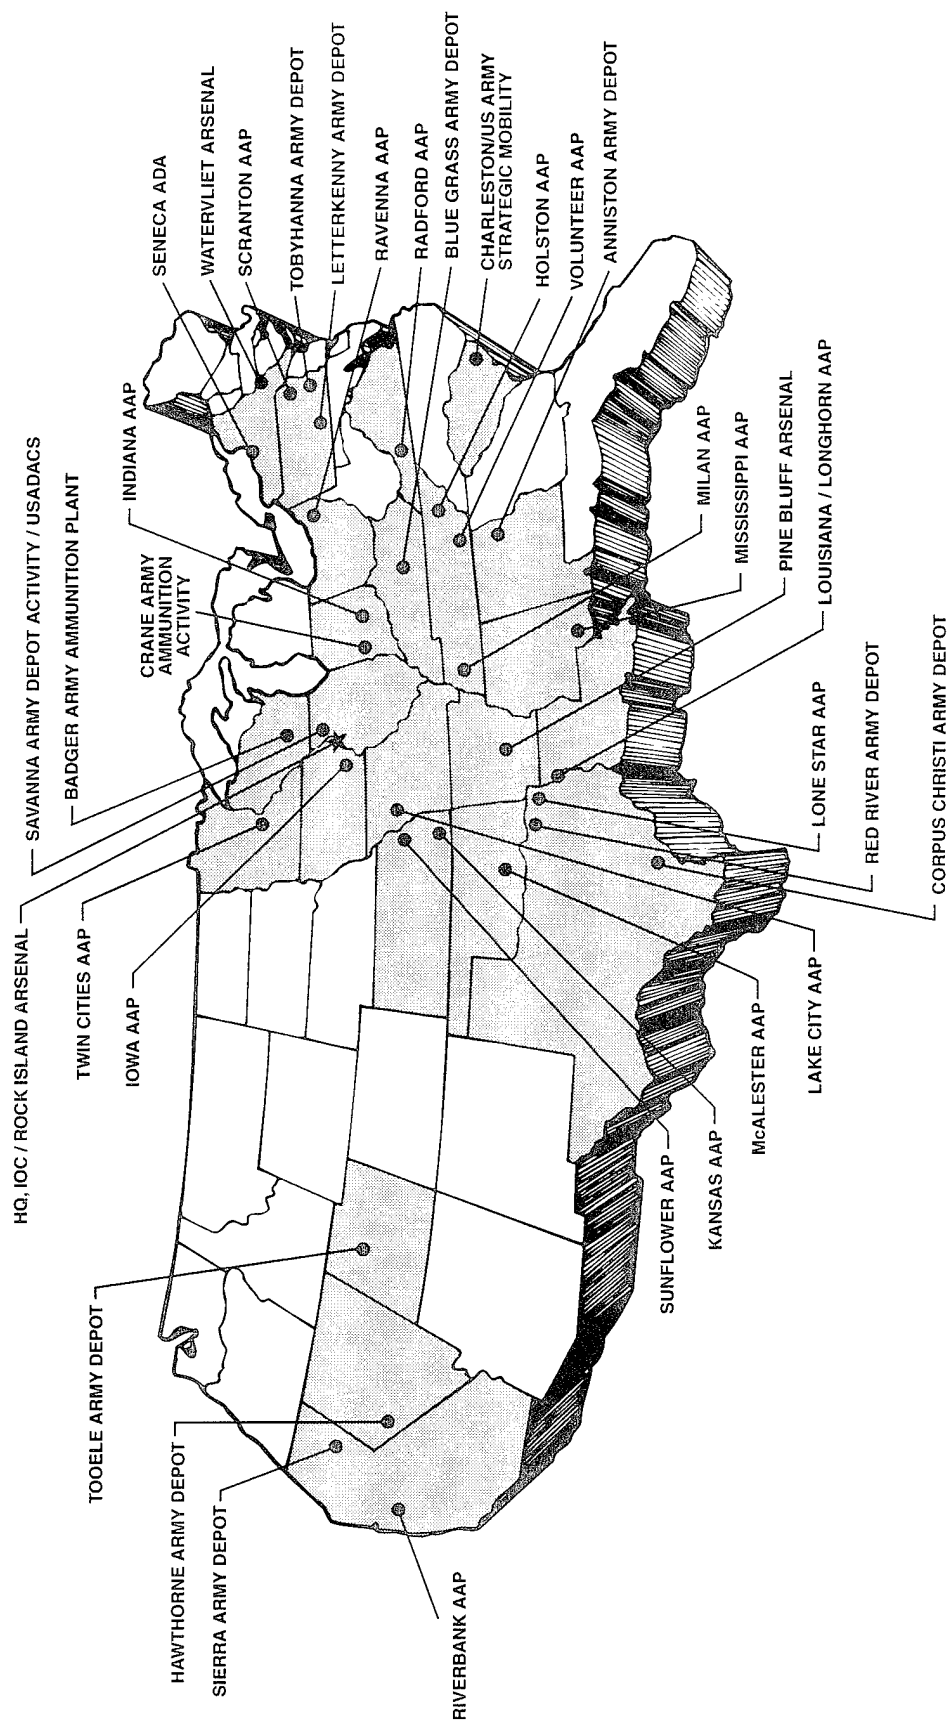 HQ, IOC / ROCK ISLAND ARSENAL
SAVANNA ARMY DEPOT ACTIVITY / USADACS
BADGER ARMY AMMUNITION PLANT
TWIN CITIES AAP
IOWA AAP
INDIANA AAP
CRANE ARMY
AMMUNITION
ACTIVITY
SENECA ADA
WATERVLIET ARSENAL
SCRANTON AAP
TOBYHANNA ARMY DEPOT
LETTERKENNY ARMY DEPOT
RAVENNA AAP
RADFORD AAP
BLUE GRASS ARMY DEPOT
CHARLESTON/US ARMY
STRATEGIC MOBILITY
HOLSTON AAP
VOLUNTEER AAP
ANNISTON ARMY DEPOT
TOOELE ARMY DEPOT
HAWTHORNE ARMY DEPOT
SIERRA ARMY DEPOT
RIVERBANK AAP
SUNFLOWER AAP
KANSAS AAP
McALESTER AAP
LAKE CITY AAP
MILAN AAP
MISSISSIPPI AAP
PINE BLUFF ARSENAL
LOUISIANA / LONGHORN AAP
LONE STAR AAP
RED RIVER ARMY DEPOT
CORPUS CHRISTI ARMY DEPOT